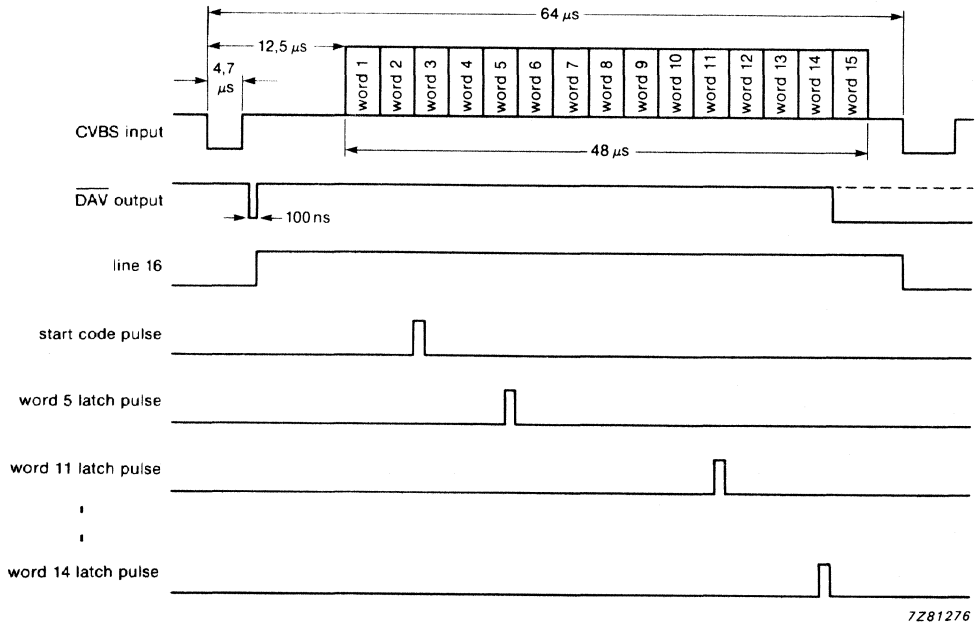 64 μs
12,5 μs
4,7
μs
word 1
word 2
word 3
word 4
word 5
word 6
word 7
word 8
word 9
word 10
word 11
word 12
word 13
word 14
word 15
CVBS input
48 μs
DAV output
100 ns
line 16
start code pulse
word 5 latch pulse
word 11 latch pulse
word 14 latch pulse
7Z81276